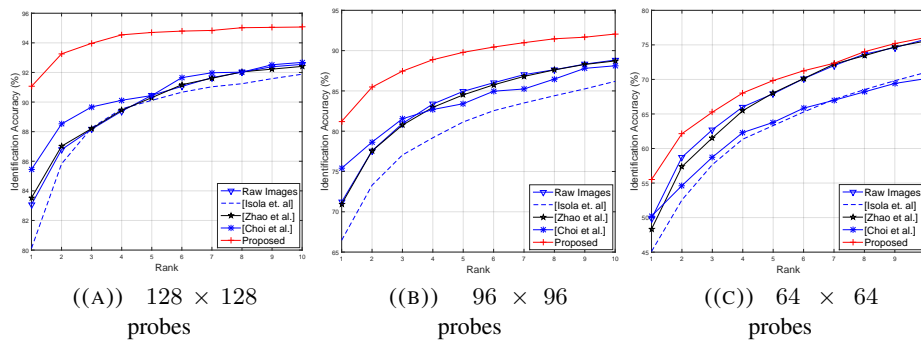 Identification Accuracy (%)
96
94
92
90
88
86
84
82
80
1 2 3 4 5 6 7 8 9 10
Rank
Raw Images
[Isola et. al]
[Zhao et al.]
[Choi et al.]
Proposed
((A)) 128 × 128
probes
Identification Accuracy (%)
95
90
85
80
75
70
65
1 2 3 4 5 6 7 8 9 10
Rank
Raw Images
[Isola et. al]
[Zhao et al.]
[Choi et al.]
Proposed
((B)) 96 × 96
probes
Identification Accuracy (%)
80
75
70
65
60
55
50
45
1 2 3 4 5 6 7 8 9
Rank
Raw Images
[Isola et. al]
[Zhao et al.]
[Choi et al.]
Proposed
((C)) 64 × 64
probes